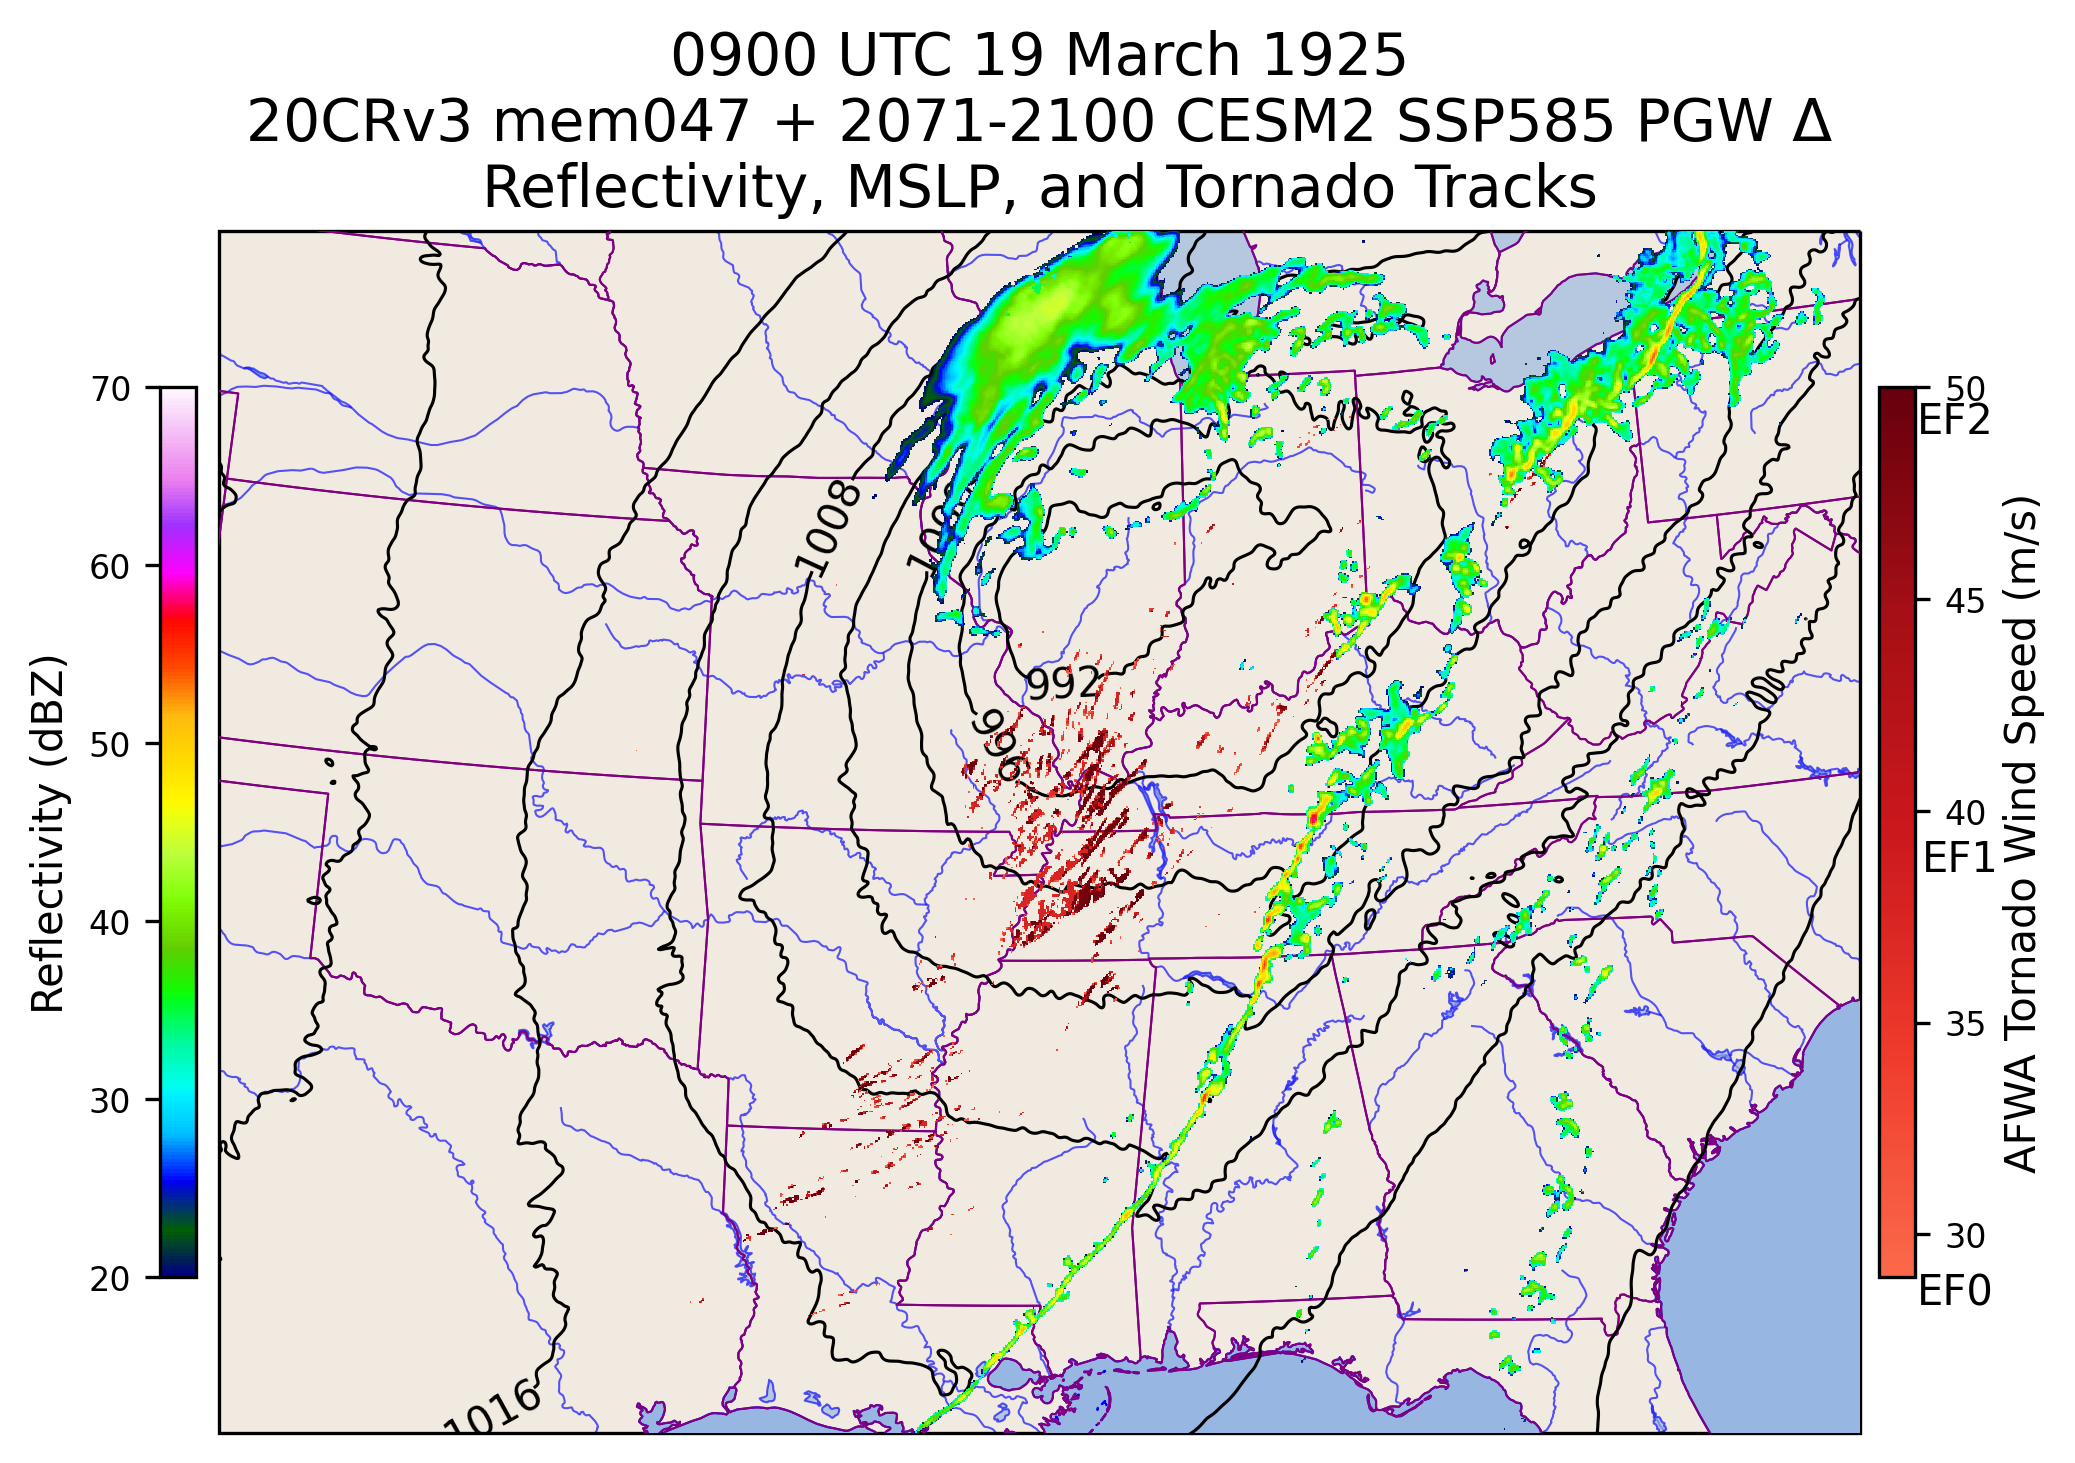 0900 UTC 19 March 1925
20CRv3 mem047 + 2071-2100 CESM2 SSP585 PGW Δ
Reflectivity, MSLP, and Tornado Tracks
70
60
50
40
30
20
Reflectivity (dBZ)
1008
992
996
1016
50
EF2
45
40
EF1
35
30
EF0
AFWA Tornado Wind Speed (m/s)